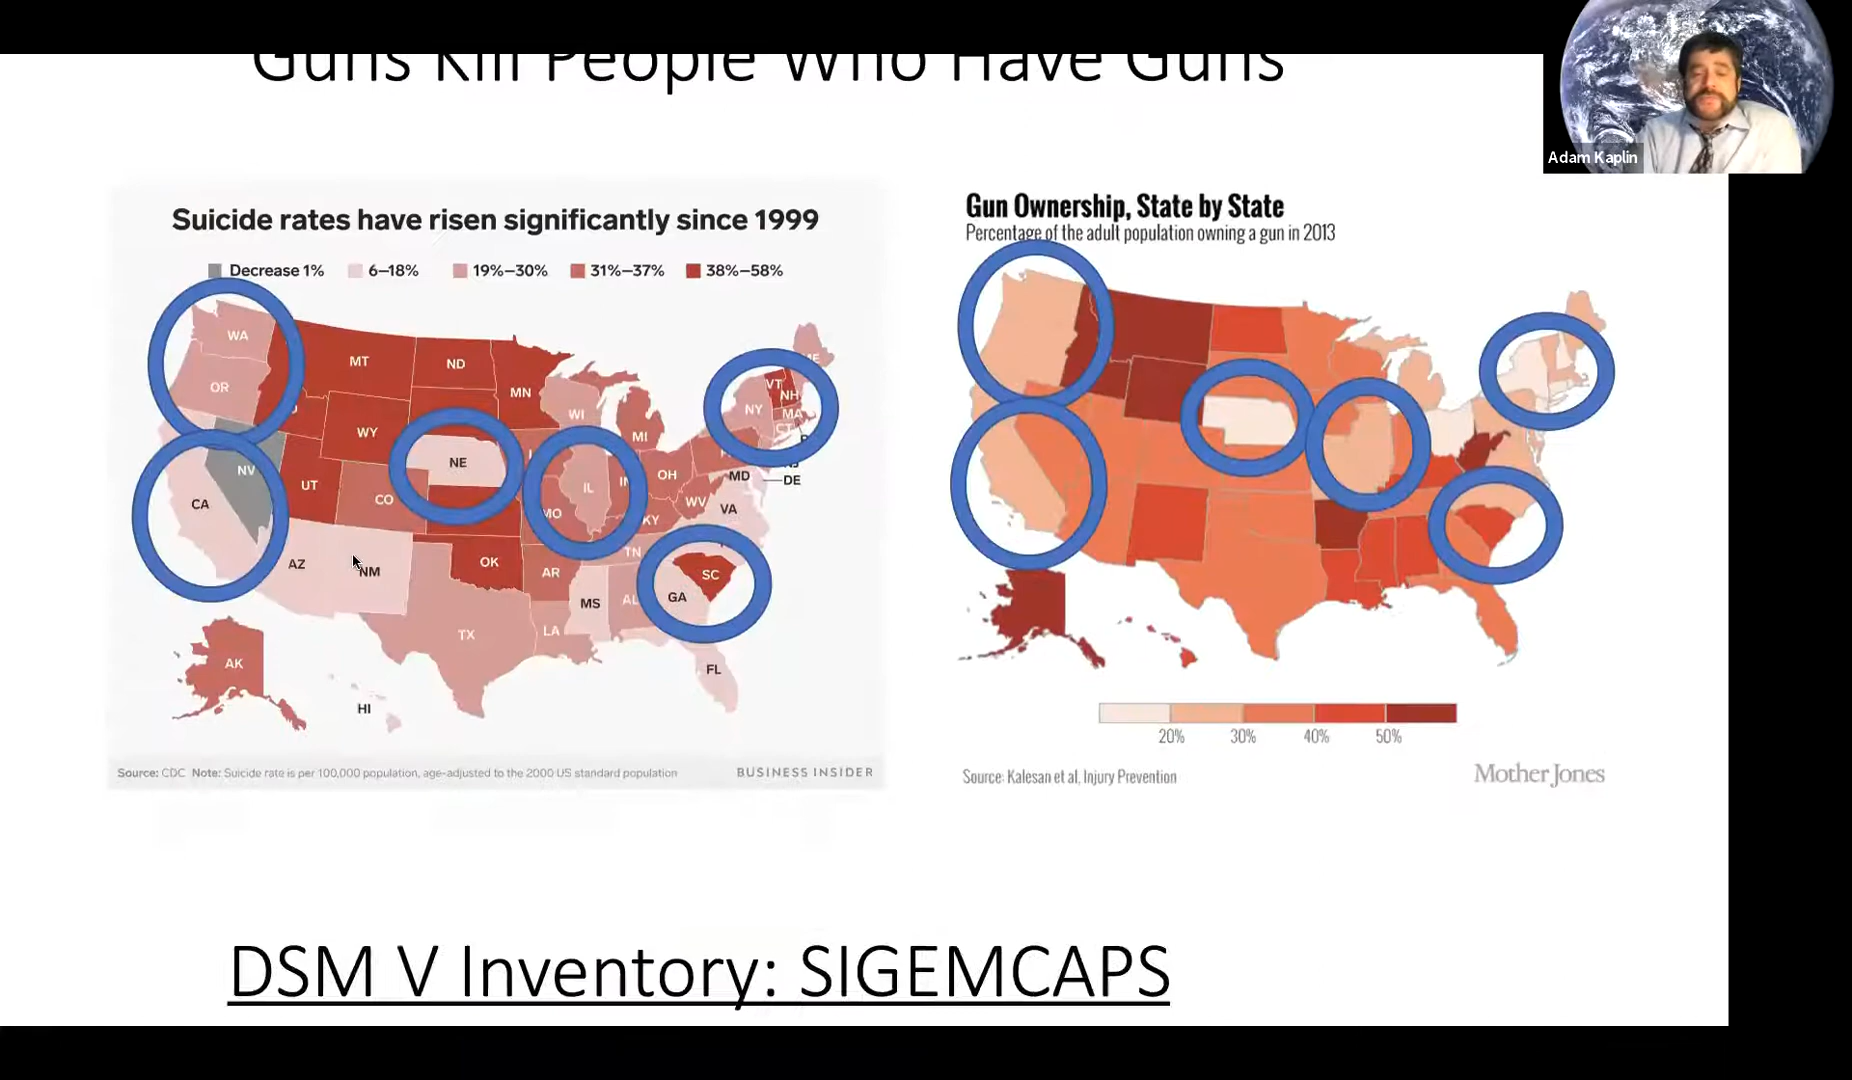 Guns Kill People Who Have Guns
Adam Kaplin
Suicide rates have risen significantly since 1999
Decrease 1% 6–18% 19%–30% 31%–37% 38%–58%
WA
MT
ND
OR
MN
ME
VT
NH
NY
MA
CT
WI
WY
MI
NE
NV
UT
CO
CA
IL
OH
MD
DE
WV
VA
MO
KY
AZ
NM
OK
AR
TN
SC
MS
AL
GA
TX
LA
AK
FL
HI
Source: CDC Note: Suicide rate is per 100,000 population, age-adjusted to the 2000 US standard population
BUSINESS INSIDER
Gun Ownership, State by State
Percentage of the adult population owning a gun in 2013
20% 30% 40% 50%
Source: Kalesan et al, Injury Prevention
Mother Jones
DSM V Inventory: SIGEMCAPS